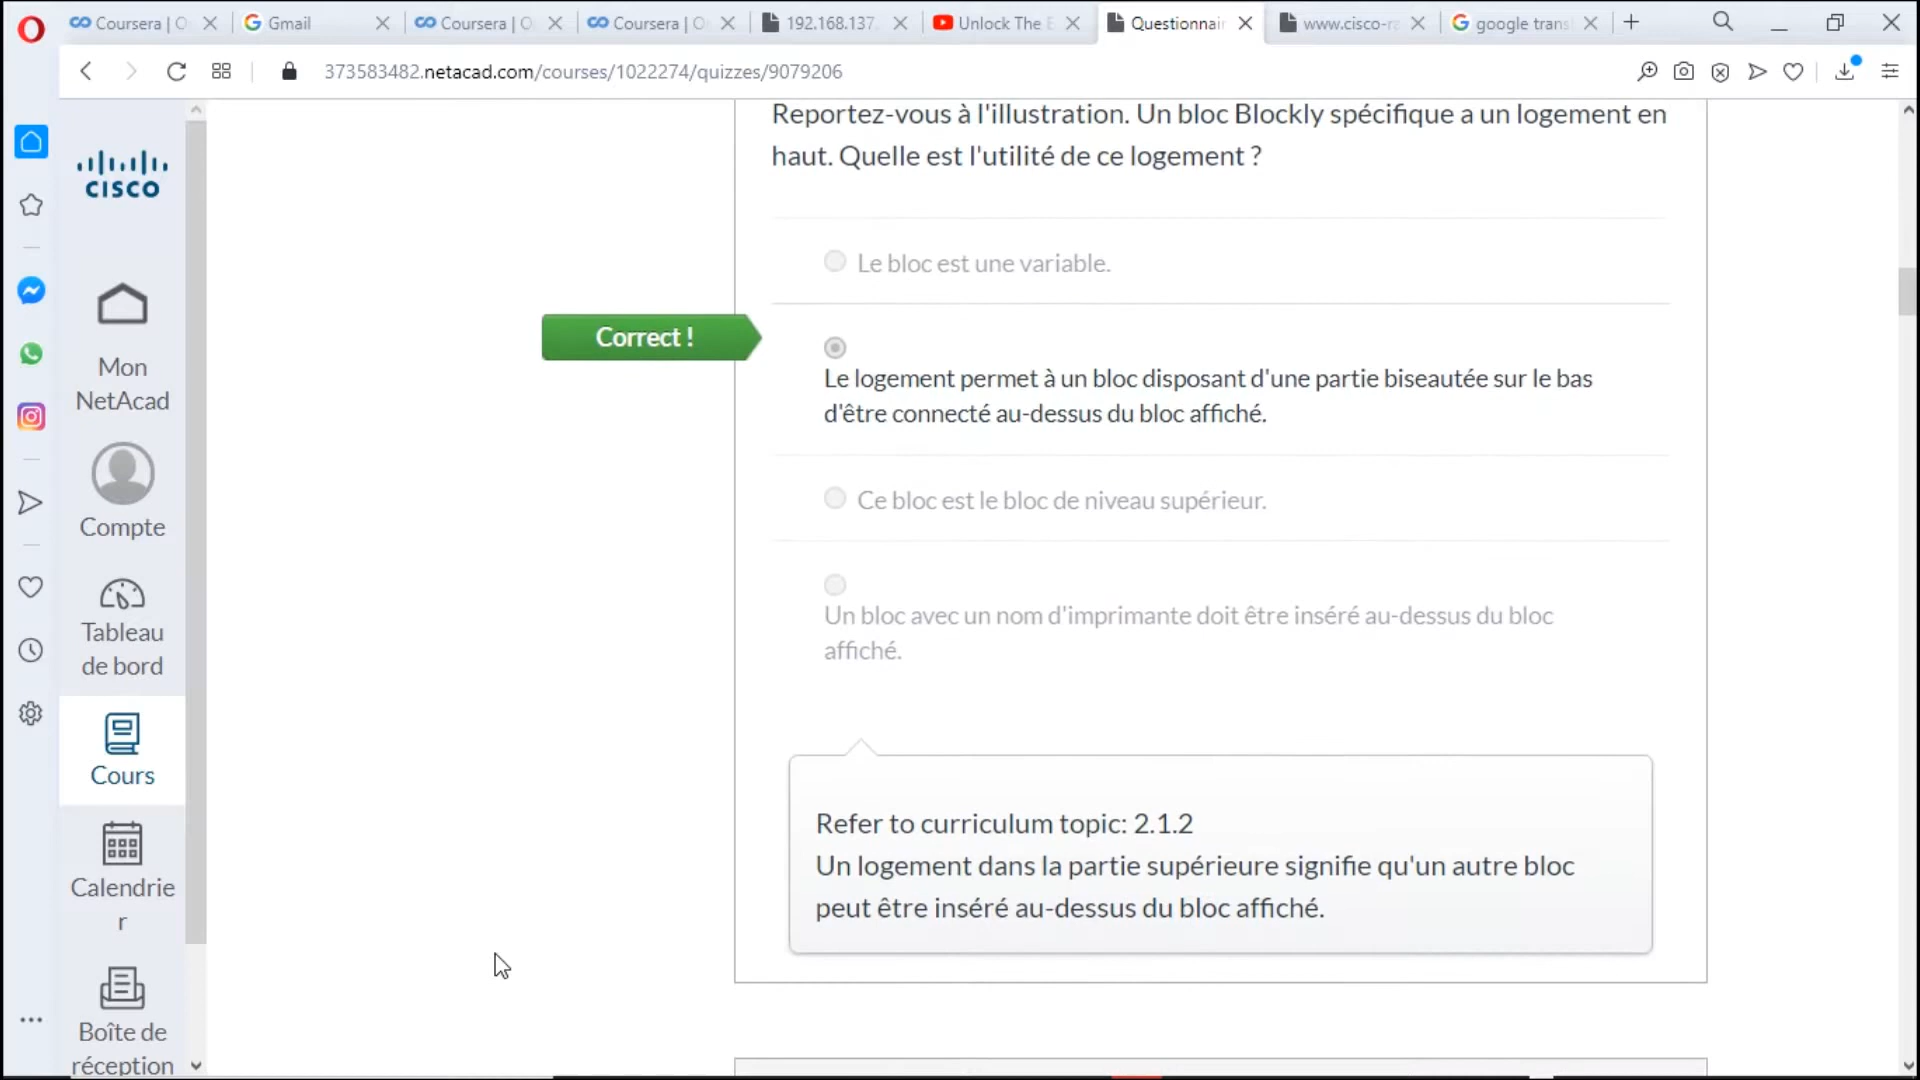 Coursera | O
Gmail
Coursera | O
Coursera | O
192.168.137.
Unlock The E
Questionnair
www.cisco-ra
google trans
373583482.netacad.com/courses/1022274/quizzes/9079206
CISCO
Mon
NetAcad
Compte
Tableau
de bord
Cours
Calendrie
r
Boîte de
réception
Reportez-vous à l'illustration. Un bloc Blockly spécifique a un logement en
haut. Quelle est l'utilité de ce logement ?
Le bloc est une variable.
Correct !
Le logement permet à un bloc disposant d'une partie biseautée sur le bas
d'être connecté au-dessus du bloc affiché.
Ce bloc est le bloc de niveau supérieur.
Un bloc avec un nom d'imprimante doit être inséré au-dessus du bloc
affiché.
Refer to curriculum topic: 2.1.2
Un logement dans la partie supérieure signifie qu'un autre bloc
peut être inséré au-dessus du bloc affiché.